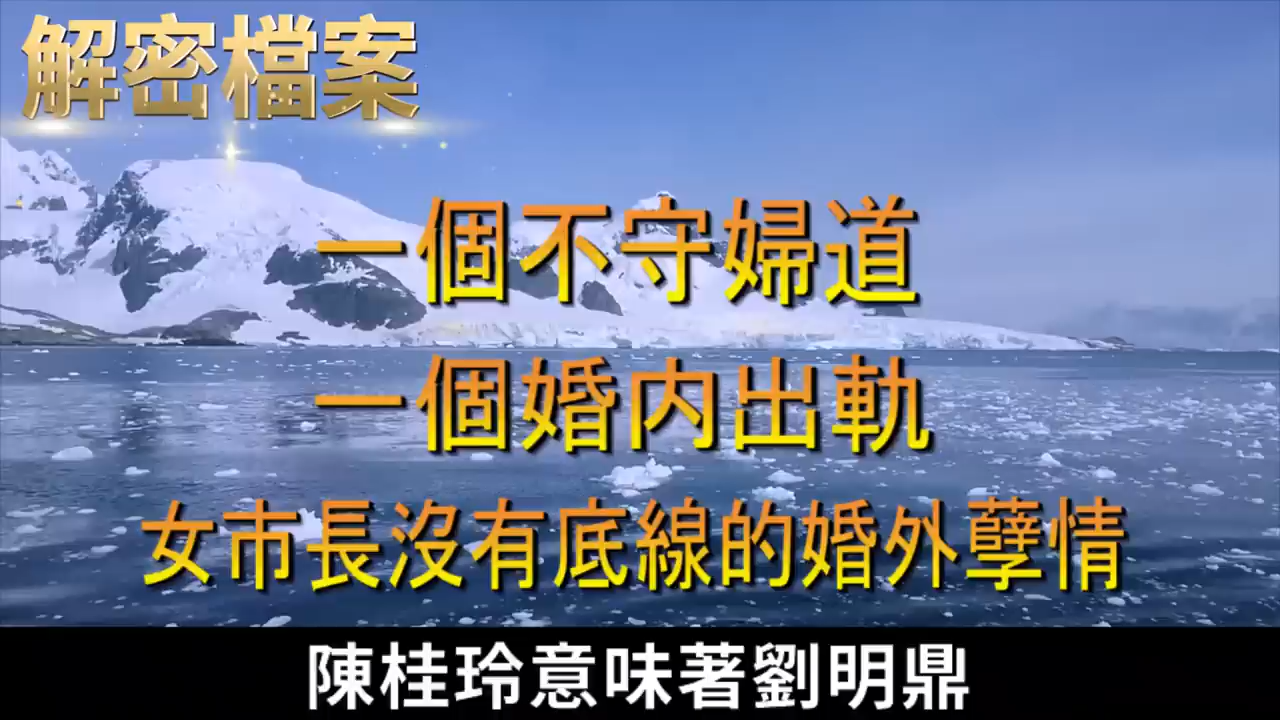 解密檔案
一個不守婦道
一個婚内出軌
女市長沒有底線的婚外孽情
陳桂玲意味著劉明鼎